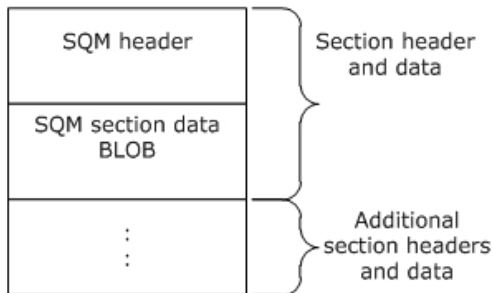 SQM header
Section header
and data
SQM section data
BLOB
:
:
Additional
section headers
and data